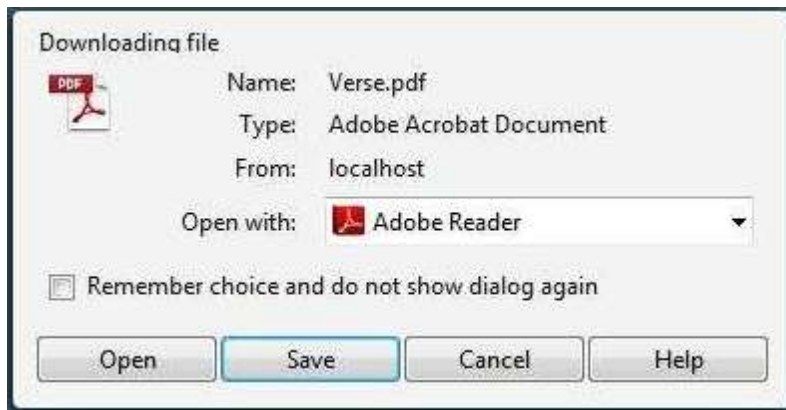 Downloading file
PDF
Name: Verse.pdf
Type: Adobe Acrobat Document
From: localhost
Open with: Adobe Reader
Remember choice and do not show dialog again
Open Save Cancel Help